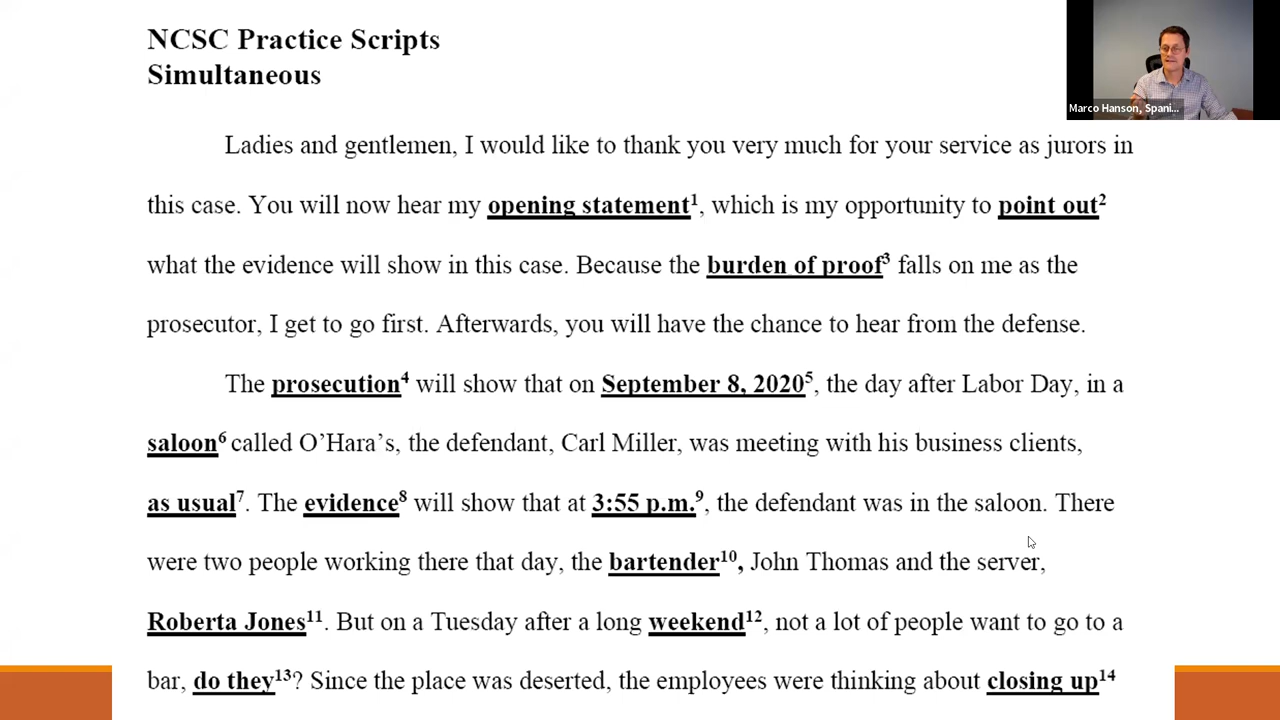 NCSC Practice Scripts
Simultaneous
Marco Hanson, Spani...
Ladies and gentlemen, I would like to thank you very much for your service as jurors in
this case. You will now hear my opening statement¹, which is my opportunity to point out²
what the evidence will show in this case. Because the burden of proof³ falls on me as the
prosecutor, I get to go first. Afterwards, you will have the chance to hear from the defense.
The prosecution⁴ will show that on September 8, 2020⁵, the day after Labor Day, in a
saloon⁶ called O’Hara’s, the defendant, Carl Miller, was meeting with his business clients,
as usual⁷. The evidence⁸ will show that at 3:55 p.m.⁹, the defendant was in the saloon. There
were two people working there that day, the bartender¹⁰, John Thomas and the server,
Roberta Jones¹¹. But on a Tuesday after a long weekend¹², not a lot of people want to go to a
bar, do they¹³? Since the place was deserted, the employees were thinking about closing up¹⁴